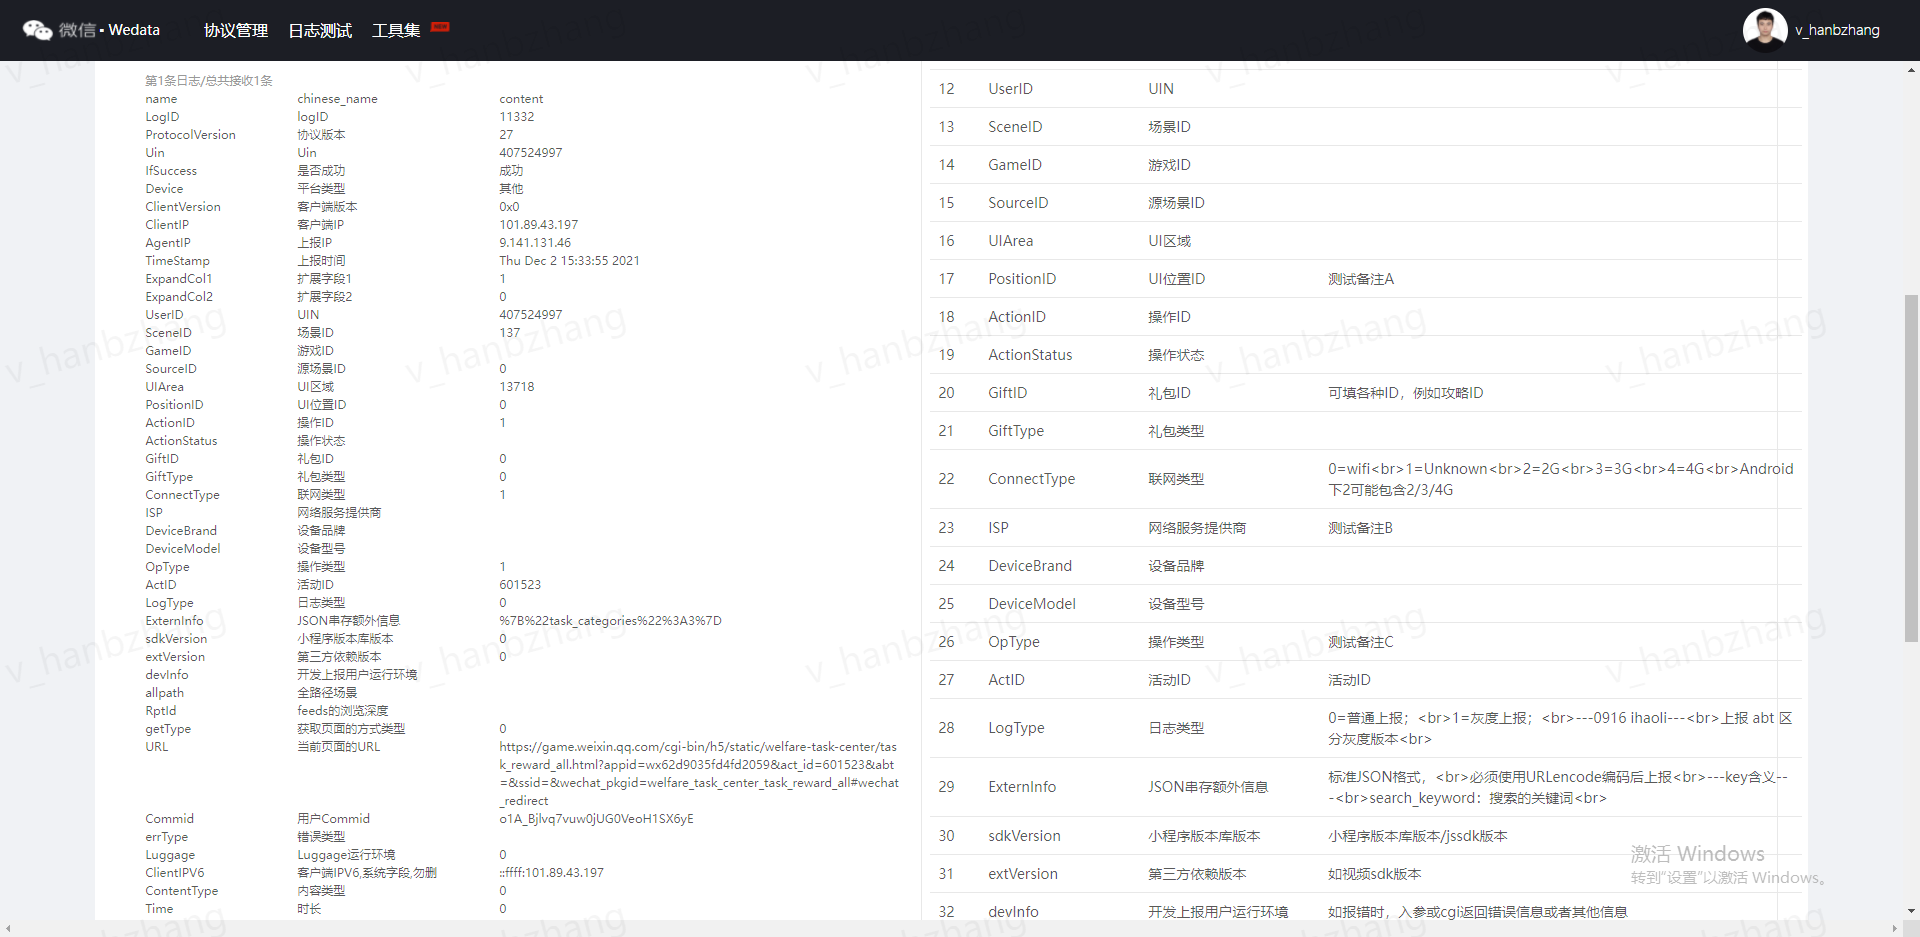 微信 · Wedata 协议管理 日志测试 工具集 NEW v_hanbzhang
第1条日志/总共接收1条
name chinese_name content
LogID logID 11332
ProtocolVersion 协议版本 27
Uin Uin 407524997
IfSuccess 是否成功 成功
Device 平台类型 其他
ClientVersion 客户端版本 0x0
ClientIP 客户端IP 101.89.43.197
AgentIP 上报IP 9.141.131.46
TimeStamp 上报时间 Thu Dec 2 15:33:55 2021
ExpandCol1 扩展字段1 1
ExpandCol2 扩展字段2 0
UserID UIN 407524997
SceneID 场景ID 137
GameID 游戏ID
SourceID 源场景ID 0
UIArea UI区域 13718
PositionID UI位置ID 0
ActionID 操作ID 1
ActionStatus 操作状态
GiftID 礼包ID 0
GiftType 礼包类型 0
ConnectType 联网类型 1
ISP 网络服务提供商
DeviceBrand 设备品牌
DeviceModel 设备型号
OpType 操作类型 1
ActID 活动ID 601523
LogType 日志类型 0
ExternInfo JSON串存额外信息 %7B%22task_categories%22%3A3%7D
sdkVersion 小程序版本库版本 0
extVersion 第三方依赖版本 0
devInfo 开发上报用户运行环境
allpath 全路径场景
RptId feeds的浏览深度
getType 获取页面的方式类型 0
URL 当前页面的URL https://game.weixin.qq.com/cgi-bin/h5/static/welfare-task-center/tas
k_reward_all.html?appid=wx62d9035fd4fd2059&act_id=601523&abt
=&ssid=&wechat_pkgid=welfare_task_center_task_reward_all#wechat
_redirect
Commid 用户Commid o1A_Bjlvq7vuw0jUG0VeoH1SX6yE
errType 错误类型
Luggage Luggage运行环境 0
ClientIPV6 客户端IPV6,系统字段,勿删 ::ffff:101.89.43.197
ContentType 内容类型 0
Time 时长 0
12 UserID UIN
13 SceneID 场景ID
14 GameID 游戏ID
15 SourceID 源场景ID
16 UIArea UI区域
17 PositionID UI位置ID 测试备注A
18 ActionID 操作ID
19 ActionStatus 操作状态
20 GiftID 礼包ID 可填各种ID，例如攻略ID
21 GiftType 礼包类型
22 ConnectType 联网类型 0=wifi<br>1=Unknown<br>2=2G<br>3=3G<br>4=4G<br>Android
下2可能包含2/3/4G
23 ISP 网络服务提供商 测试备注B
24 DeviceBrand 设备品牌
25 DeviceModel 设备型号
26 OpType 操作类型 测试备注C
27 ActID 活动ID 活动ID
28 LogType 日志类型 0=普通上报；<br>1=灰度上报；<br>---0916 ihaoli---<br>上报 abt 区
分灰度版本<br>
29 ExternInfo JSON串存额外信息 标准JSON格式，<br>必须使用URLencode编码后上报<br>---key含义--
-<br>search_keyword：搜索的关键词<br>
30 sdkVersion 小程序版本库版本 小程序版本库版本/jssdk版本
31 extVersion 第三方依赖版本 如视频sdk版本
32 devInfo 开发上报用户运行环境 如报错时，入参或cgi返回错误信息或者其他信息
激活 Windows
转到"设置"以激活 Windows。
v_hanbzhang